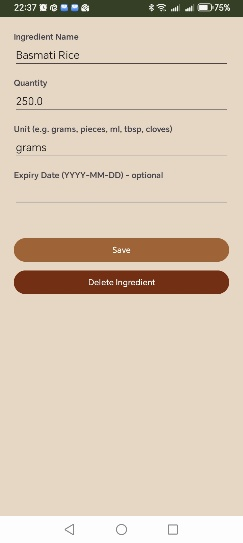 22:37
75%
Ingredient Name
Basmati Rice
Quantity
250.0
Unit (e.g. grams, pieces, ml, tbsp, cloves)
grams
Expiry Date (YYYY-MM-DD) - optional
Save
Delete Ingredient